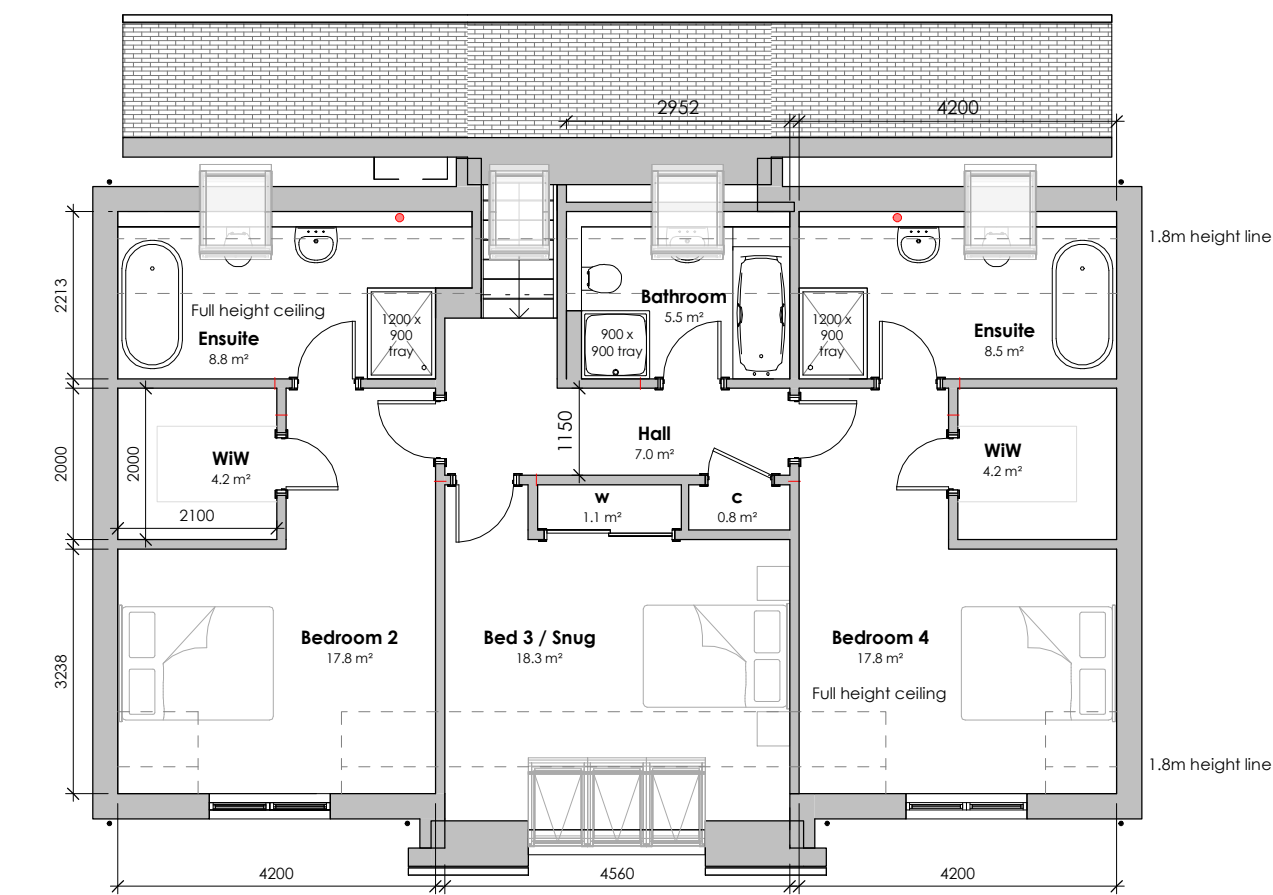 2952
4200
1.8m height line
2213
Full height ceiling
Ensuite
8.8 m²
1200 x
900
tray
Bathroom
5.5 m²
900 x
900 tray
1200 x
900
tray
Ensuite
8.5 m²
2000
2000
WiW
4.2 m²
2100
1150
Hall
7.0 m²
WiW
4.2 m²
w
1.1 m²
c
0.8 m²
3238
Bedroom 2
17.8 m²
Bed 3 / Snug
18.3 m²
Bedroom 4
17.8 m²
Full height ceiling
1.8m height line
4200
4560
4200